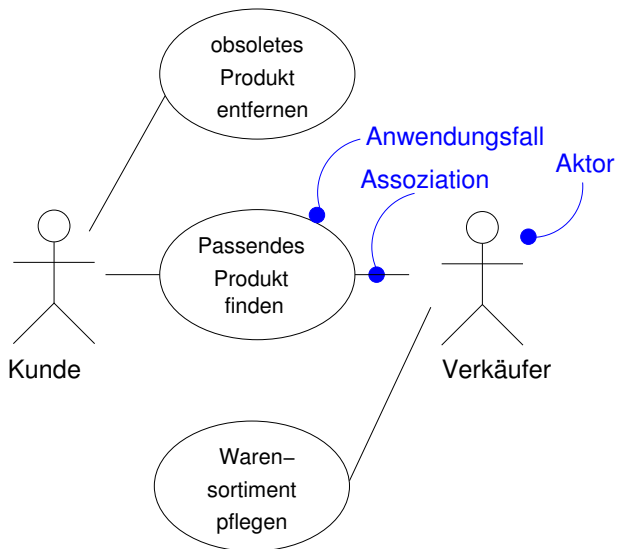 obsoletes
Produkt
entfernen
Anwendungsfall
Assoziation
Aktor
Passendes
Produkt
finden
Kunde
Verkäufer
Waren−
sortiment
pflegen